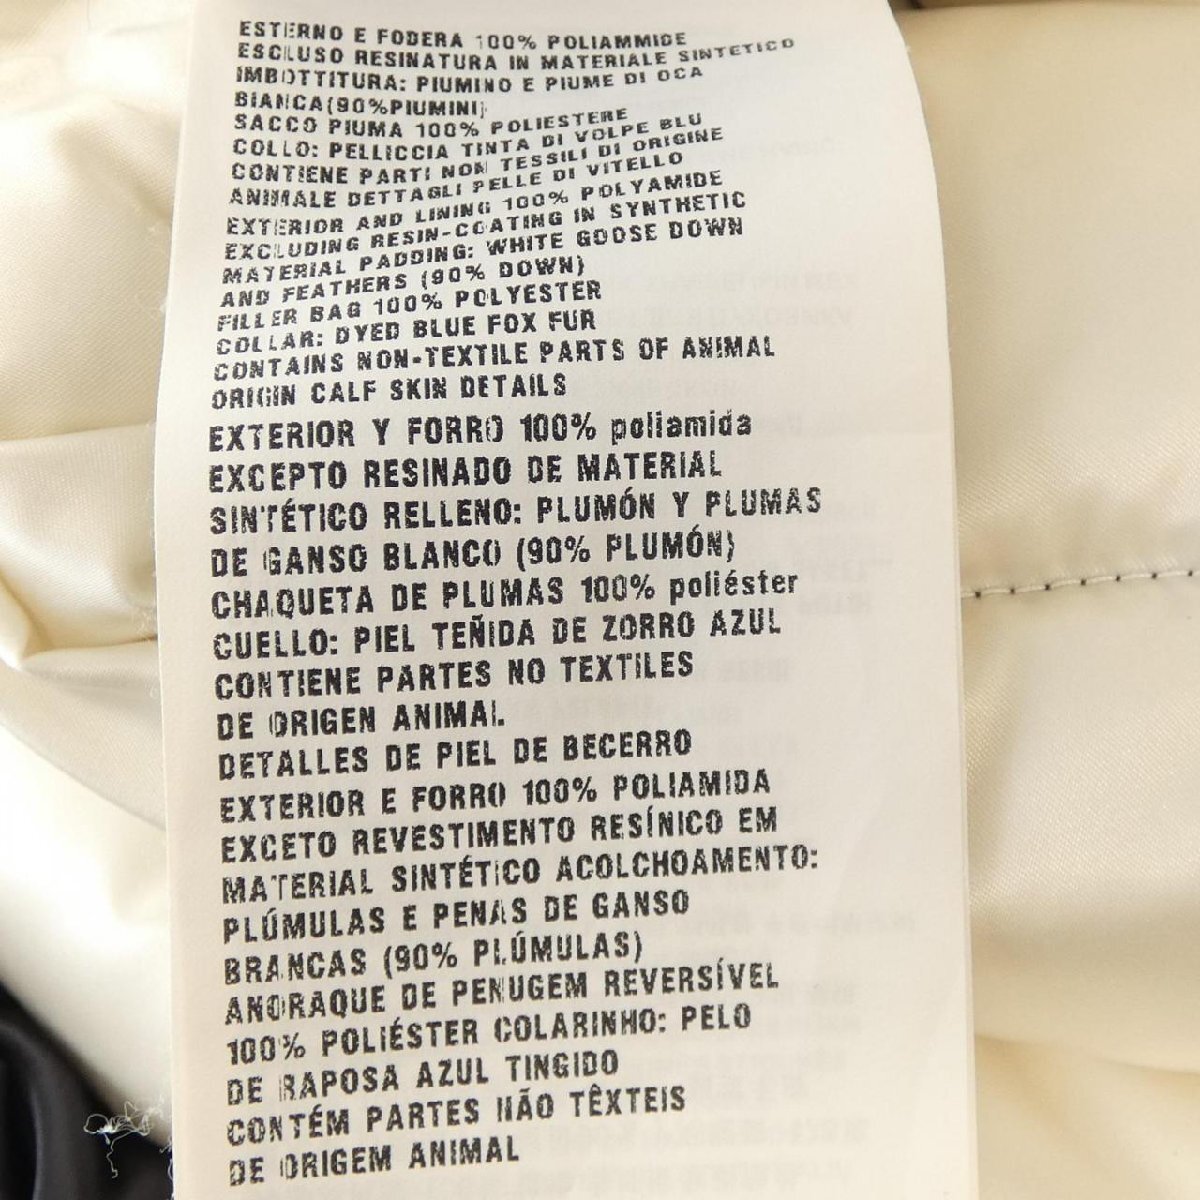 ESTERNO E FODERA 100% POLIAMMIDE
ESCLUSO RESINATURA IN MATERIALE SINTETICO
IMBOTTITURA: PIUMINO E PIUME DI OCA
BIANCA(90%PIUMINI)
SACCO PIUMA 100% POLIESTERE
COLLO: PELLICCIA TINTA DI VOLPE BLU
CONTIENE PARTI NON TESSILI DI ORIGINE
ANIMALE DETTAGLI PELLE DI VITELLO
EXTERIOR AND LINING 100% POLYAMIDE
EXCLUDING RESIN-COATING IN SYNTHETIC
MATERIAL PADDING: WHITE GOOSE DOWN
AND FEATHERS (90% DOWN)
FILLER BAG 100% POLYESTER
COLLAR: DYED BLUE FOX FUR
CONTAINS NON-TEXTILE PARTS OF ANIMAL
ORIGIN CALF SKIN DETAILS
EXTERIOR Y FORRO 100% poliamida
EXCEPTO RESINADO DE MATERIAL
SINTÉTICO RELLENO: PLUMÓN Y PLUMAS
DE GANSO BLANCO (90% PLUMÓN)
CHAQUETA DE PLUMAS 100% poliéster
CUELLO: PIEL TEÑIDA DE ZORRO AZUL
CONTIENE PARTES NO TEXTILES
DE ORIGEN ANIMAL
DETALLES DE PIEL DE BECERRO
EXTERIOR E FORRO 100% POLIAMIDA
EXCETO REVESTIMENTO RESÍNICO EM
MATERIAL SINTÉTICO ACOLCHOAMENTO:
PLÚMULAS E PENAS DE GANSO
BRANCAS (90% PLÚMULAS)
ANORAQUE DE PENUGEM REVERSÍVEL
100% POLIÉSTER COLARINHO: PELO
DE RAPOSA AZUL TINGIDO
CONTÉM PARTES NÃO TÊXTEIS
DE ORIGEM ANIMAL